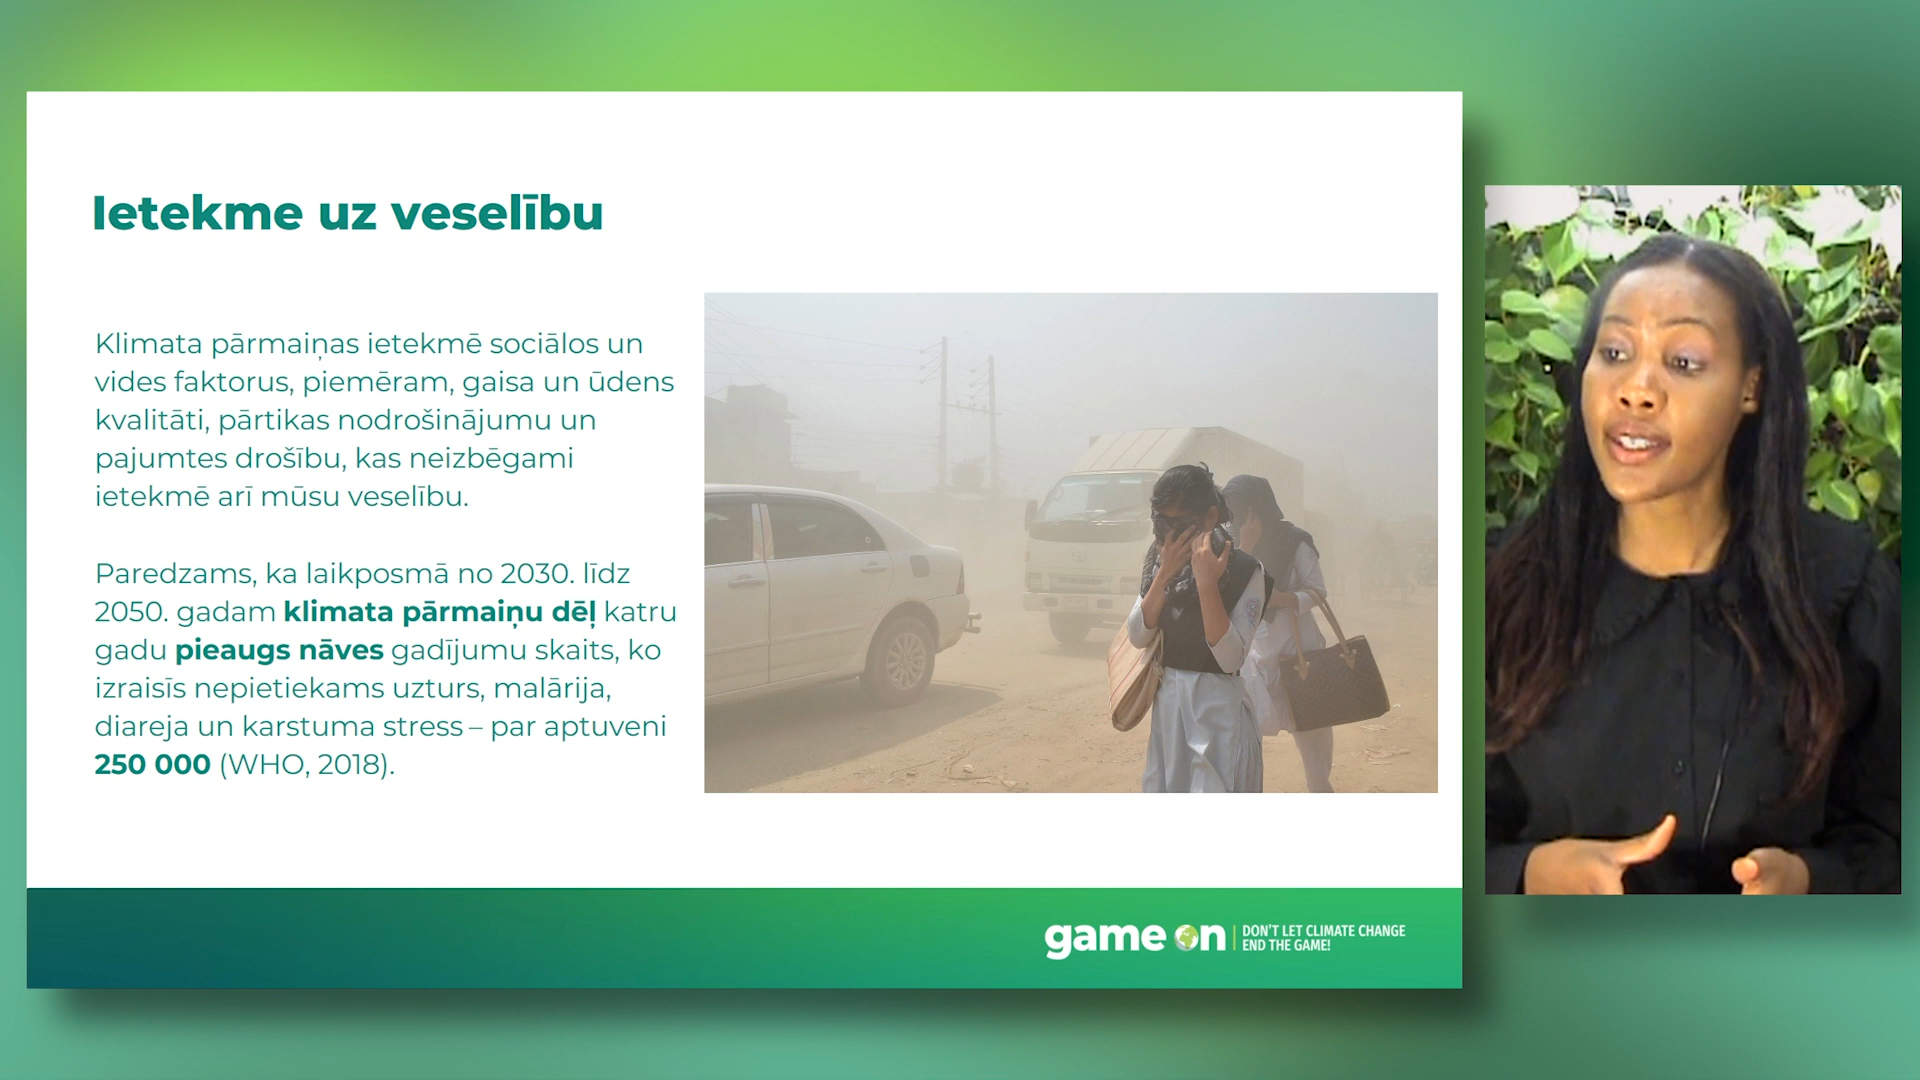 Ietekme uz veselību
Klimata pārmaiņas ietekmē sociālos un
vides faktorus, piemēram, gaisa un ūdens
kvalitāti, pārtikas nodrošinājumu un
pajumtes drošību, kas neizbēgami
ietekmē arī mūsu veselību.
Paredzams, ka laikposmā no 2030. līdz
2050. gadam klimata pārmaiņu dēļ katru
gadu pieaugs nāves gadījumu skaits, ko
izraisīs nepietiekams uzturs, malārija,
diareja un karstuma stress – par aptuveni
250 000 (WHO, 2018).
game on
DON'T LET CLIMATE CHANGE
END THE GAME!